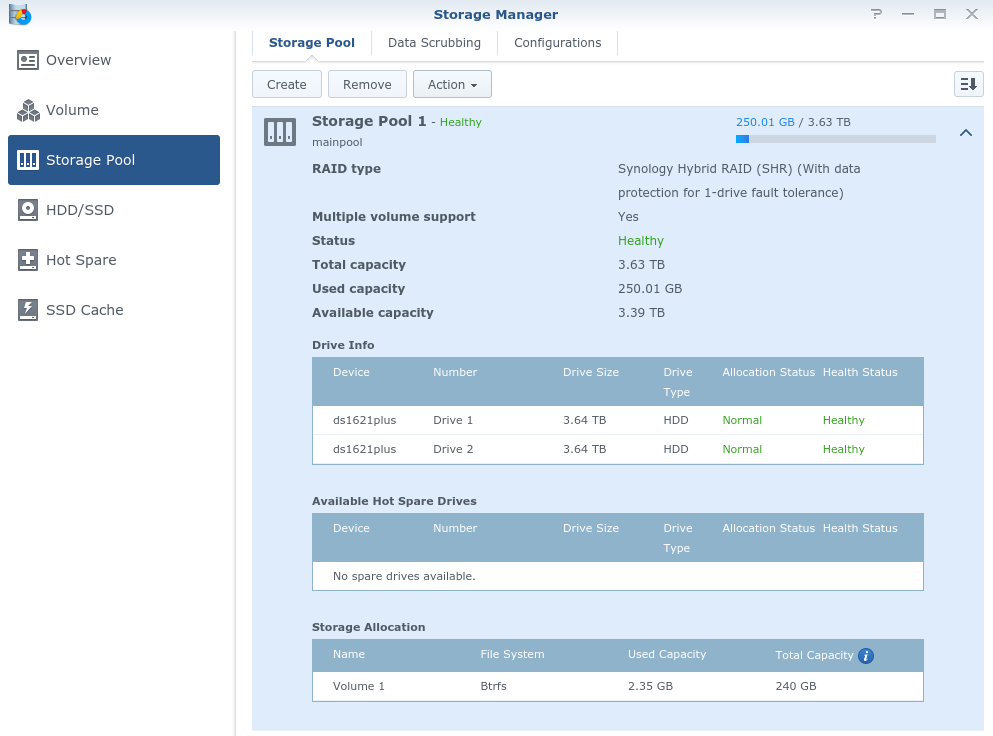 Storage Manager
Overview
Volume
Storage Pool
HDD/SSD
Hot Spare
SSD Cache
Storage Pool Data Scrubbing Configurations
Create Remove Action
Storage Pool 1 - Healthy 250.01 GB / 3.63 TB
mainpool
RAID type Synology Hybrid RAID (SHR) (With data
protection for 1-drive fault tolerance)
Multiple volume support Yes
Status Healthy
Total capacity 3.63 TB
Used capacity 250.01 GB
Available capacity 3.39 TB
Drive Info
Device Number Drive Size Drive Allocation Status Health Status
Type
ds1621plus Drive 1 3.64 TB HDD Normal Healthy
ds1621plus Drive 2 3.64 TB HDD Normal Healthy
Available Hot Spare Drives
Device Number Drive Size Drive Allocation Status Health Status
Type
No spare drives available.
Storage Allocation
Name File System Used Capacity Total Capacity i
Volume 1 Btrfs 2.35 GB 240 GB